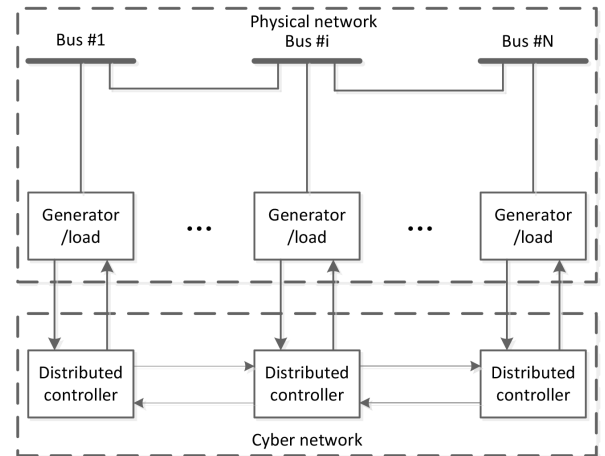 Physical network
Bus #1
Bus #i
Bus #N
Generator
/load
...
Generator
/load
...
Generator
/load
Distributed
controller
Distributed
controller
Distributed
controller
Cyber network